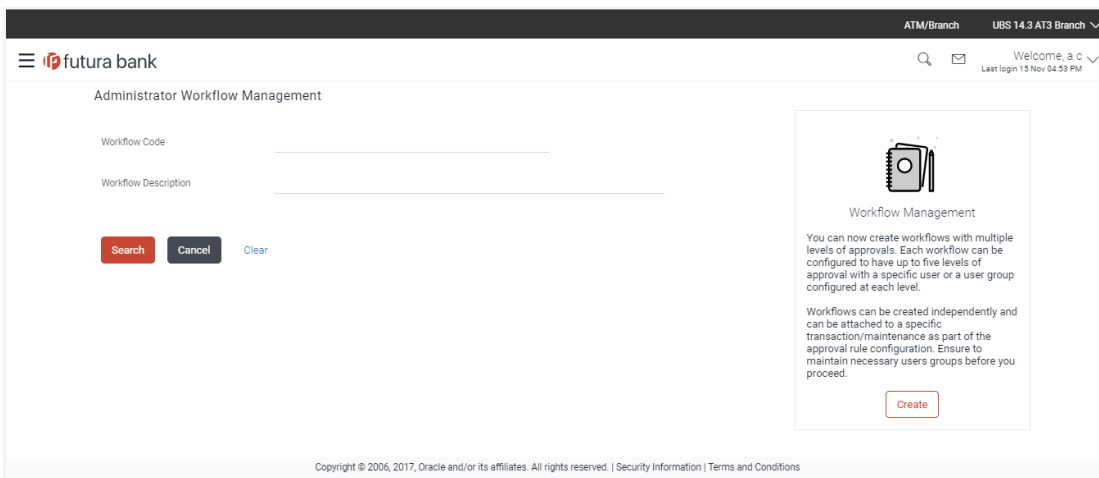 ATM/Branch UBS 14.3 AT3 Branch
futura bank
Welcome, a c
Last login 15 Nov 04:53 PM
Administrator Workflow Management
Workflow Code
Workflow Description
Search Cancel Clear
Workflow Management
You can now create workflows with multiple
levels of approvals. Each workflow can be
configured to have up to five levels of
approval with a specific user or a user group
configured at each level.
Workflows can be created independently and
can be attached to a specific
transaction/maintenance as part of the
approval rule configuration. Ensure to
maintain necessary users groups before you
proceed.
Create
Copyright © 2006, 2017, Oracle and/or its affiliates. All rights reserved. | Security Information | Terms and Conditions